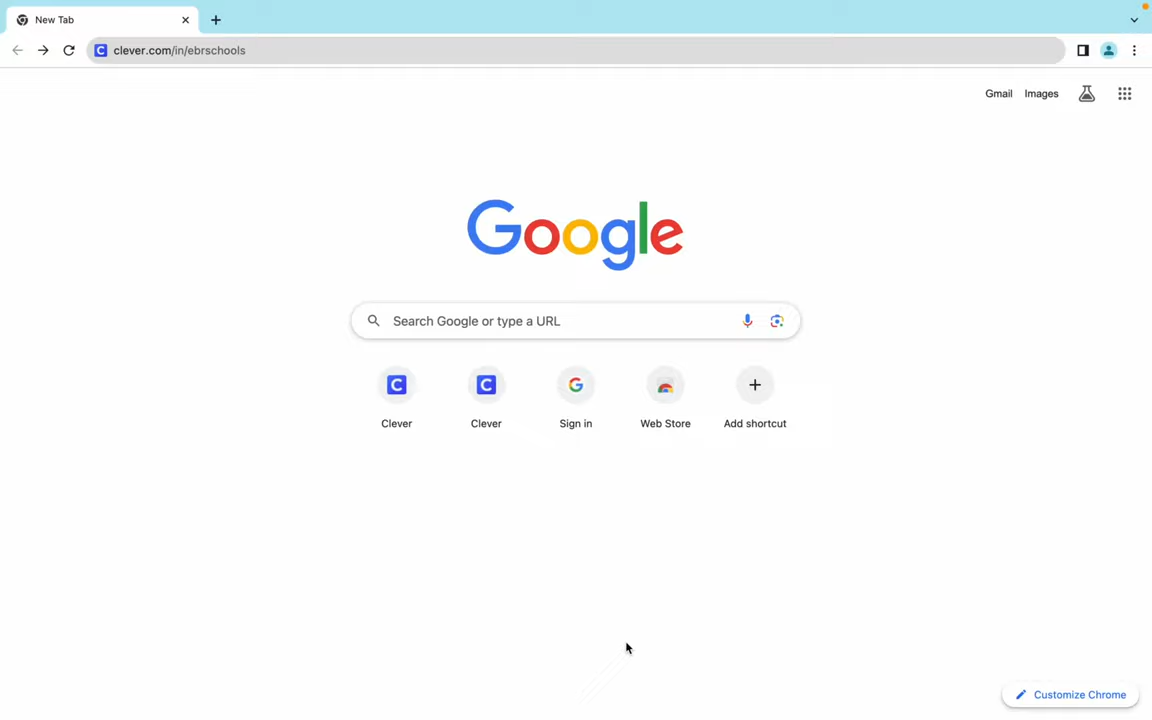 New Tab
clever.com/in/ebrschools
Gmail Images
Google
Search Google or type a URL
C C G
Clever Clever Sign in Web Store Add shortcut
Customize Chrome